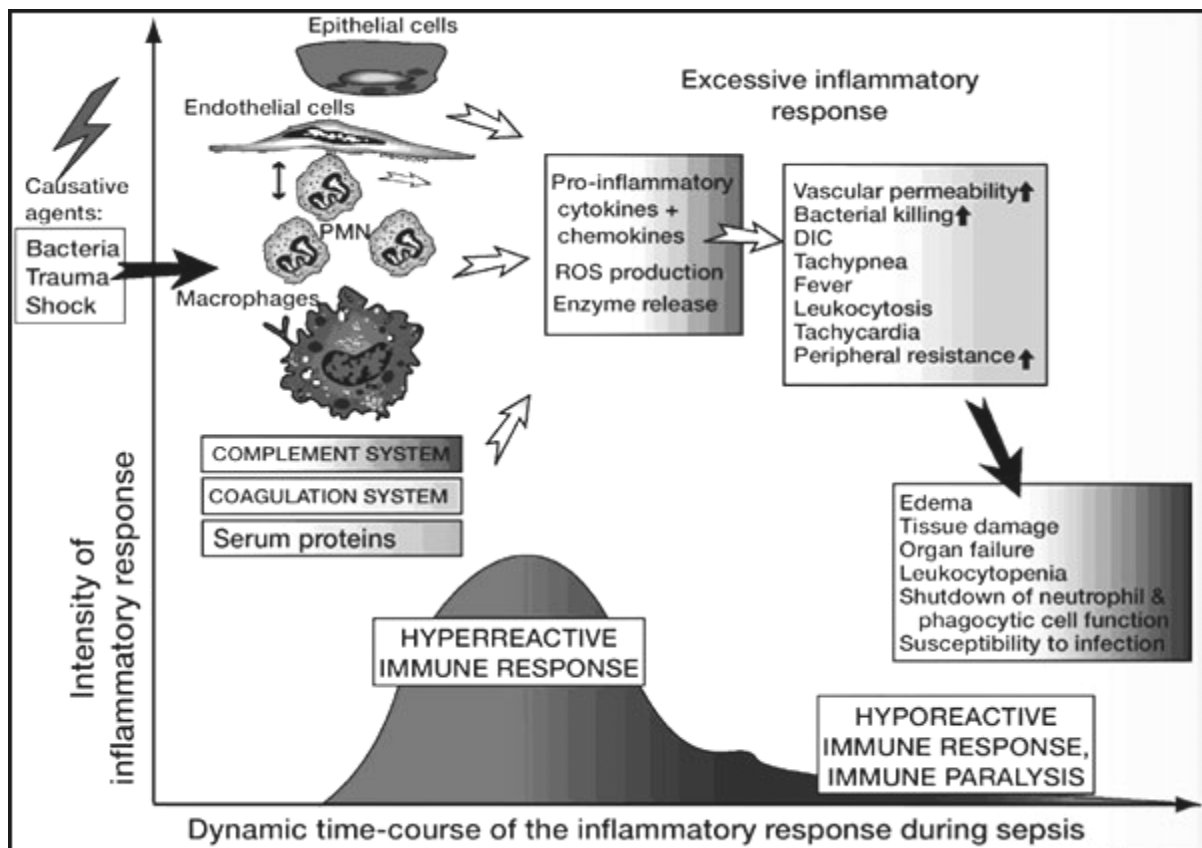 Epithelial cells
Endothelial cells
Causative
agents:
Bacteria
Trauma
Shock
PMN
Macrophages
COMPLEMENT SYSTEM
COAGULATION SYSTEM
Serum proteins
Excessive inflammatory
response
Pro-inflammatory
cytokines +
chemokines
ROS production
Enzyme release
Vascular permeability
Bacterial killing
DIC
Tachypnea
Fever
Leukocytosis
Tachycardia
Peripheral resistance
Edema
Tissue damage
Organ failure
Leukocytopenia
Shutdown of neutrophil &
phagocytic cell function
Susceptibility to infection
HYPERREACTIVE
IMMUNE RESPONSE
HYPOREACTIVE
IMMUNE RESPONSE,
IMMUNE PARALYSIS
Intensity of
inflammatory response
Dynamic time-course of the inflammatory response during sepsis